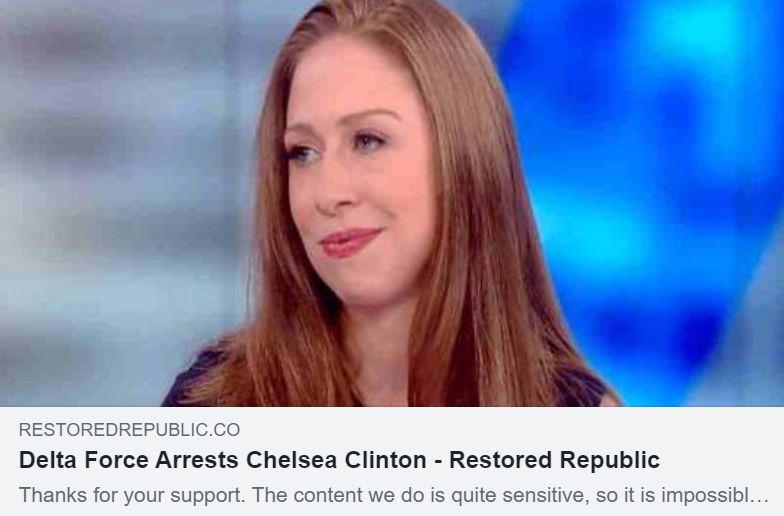 RESTOREDREPUBLIC.CO
Delta Force Arrests Chelsea Clinton - Restored Republic
Thanks for your support. The content we do is quite sensitive, so it is impossibl…